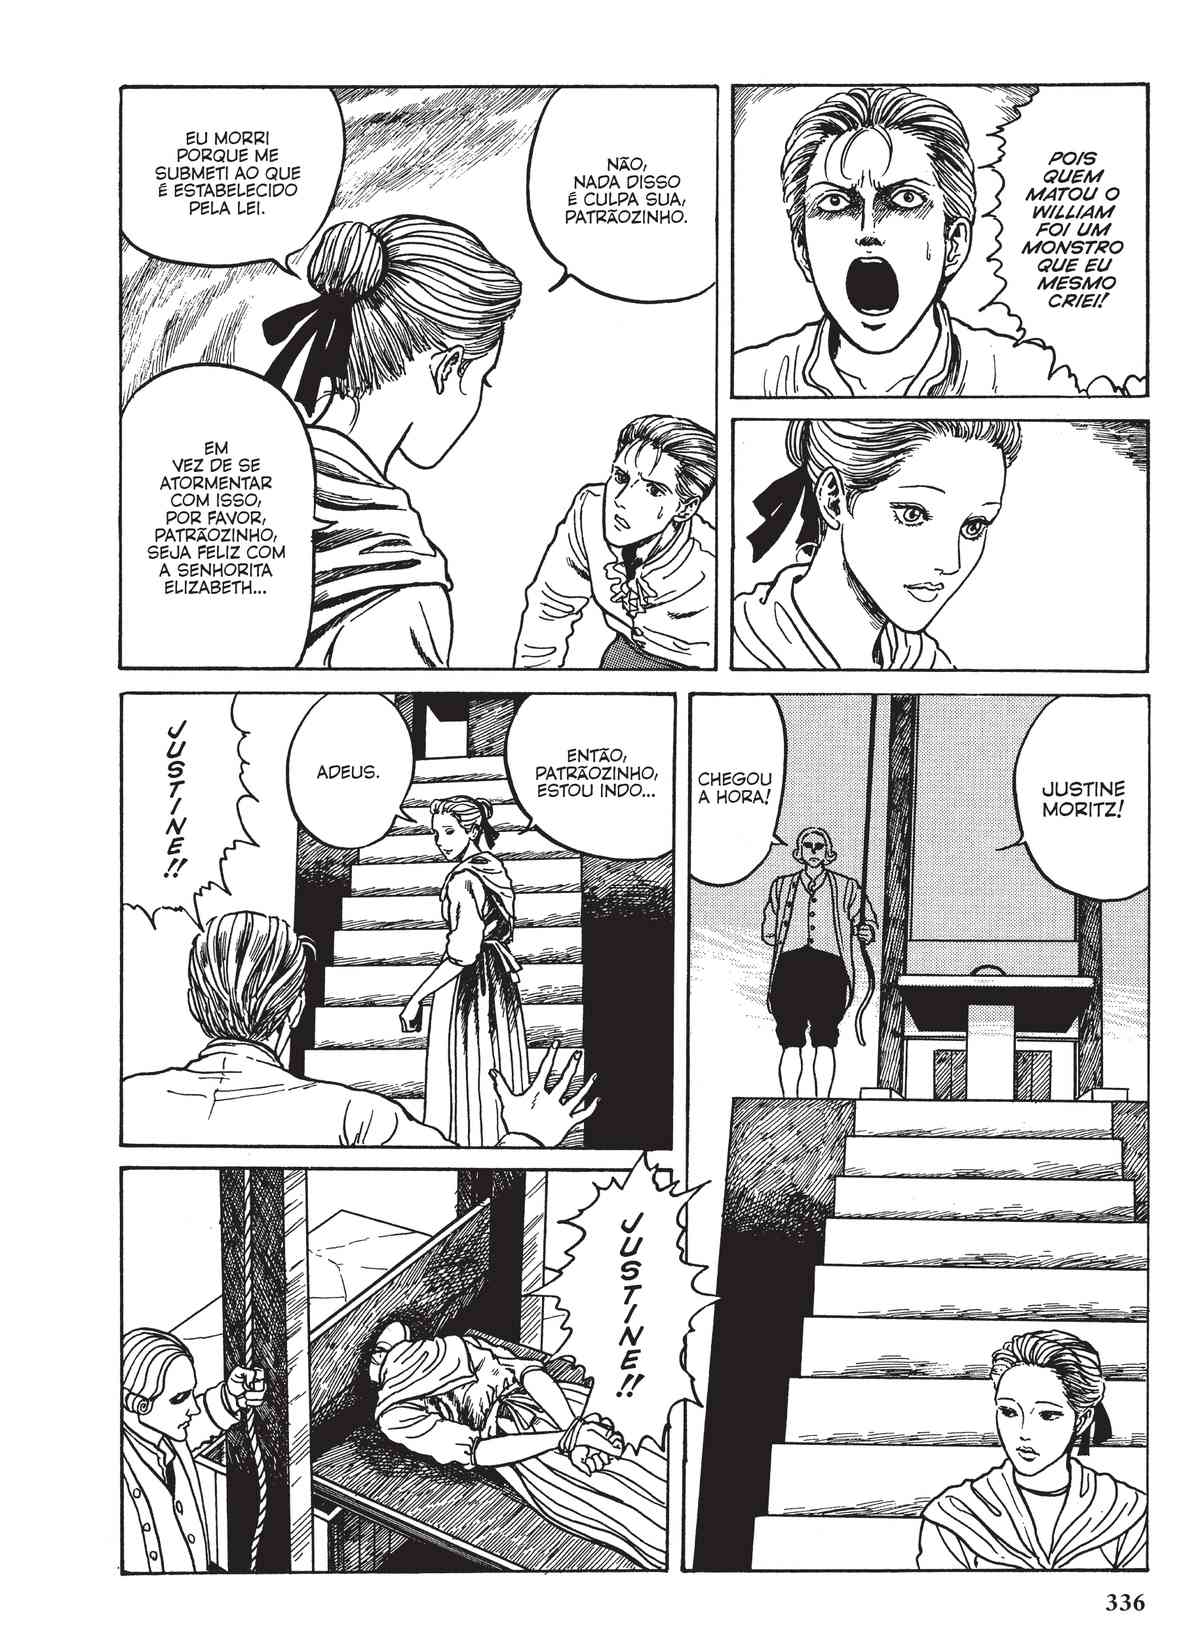 POIS
QUEM
MATOU O
WILLIAM
FOI UM
MONSTRO
QUE EU
MESMO
CRIEI!
NÃO,
NADA DISSO
É CULPA SUA,
PATRÃOZINHO.
EU MORRI
PORQUE ME
SUBMETI AO QUE
É ESTABELECIDO
PELA LEI.
EM
VEZ DE SE
ATORMENTAR
COM ISSO,
POR FAVOR,
PATRÃOZINHO,
SEJA FELIZ COM
A SENHORITA
ELIZABETH...
JUSTINE
MORITZ!
CHEGOU
A HORA!
ENTÃO,
PATRÃOZINHO,
ESTOU INDO...
ADEUS.
JUSTINE!!
JUSTINE!!
336